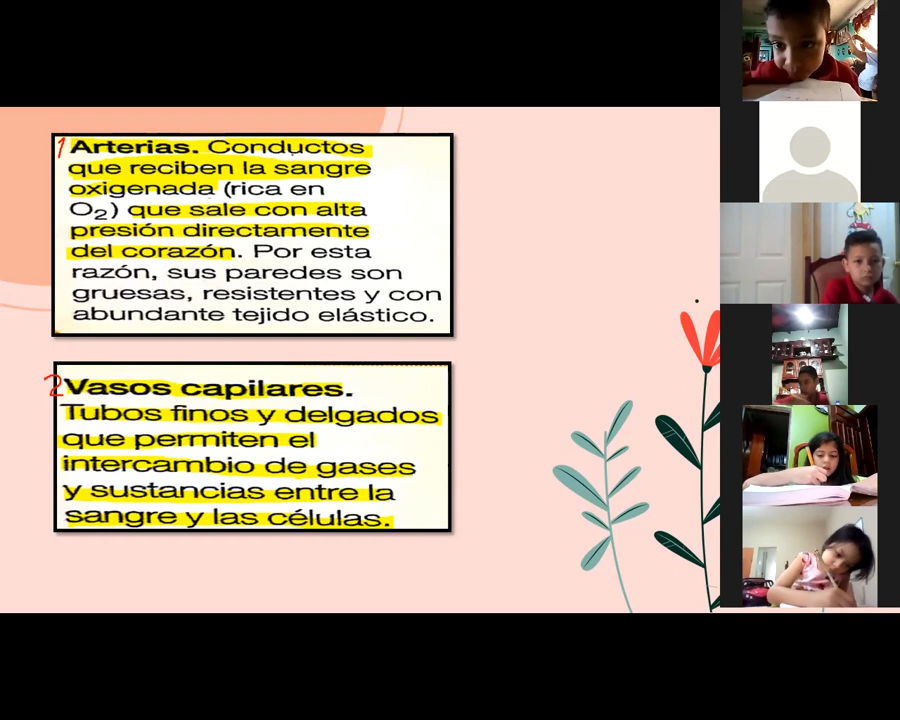 1 Arterias. Conductos
que reciben la sangre
oxigenada (rica en
O₂) que sale con alta
presión directamente
del corazón. Por esta
razón, sus paredes son
gruesas, resistentes y con
abundante tejido elástico.
2 Vasos capilares.
Tubos finos y delgados
que permiten el
intercambio de gases
y sustancias entre la
sangre y las células.